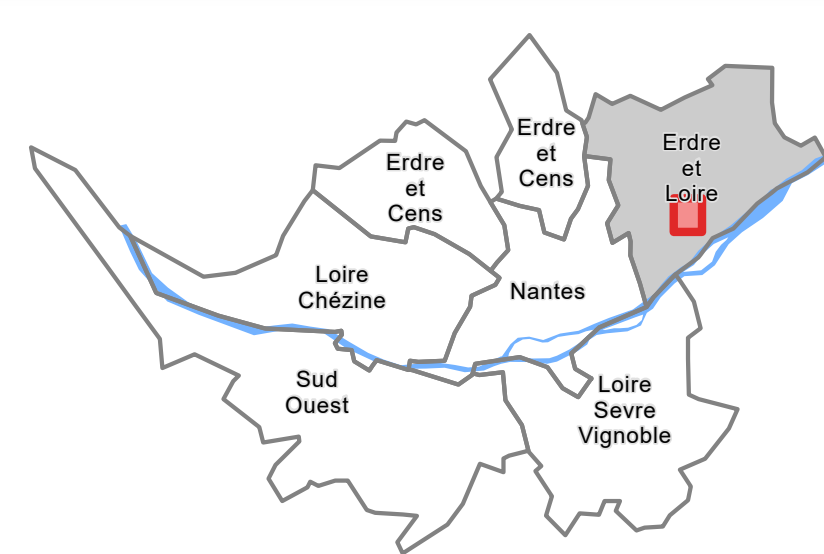 Erdre
et
Cens
Erdre
et
Loire
Erdre
et
Cens
Loire
Chézine
Nantes
Sud
Ouest
Loire
Sevre
Vignoble